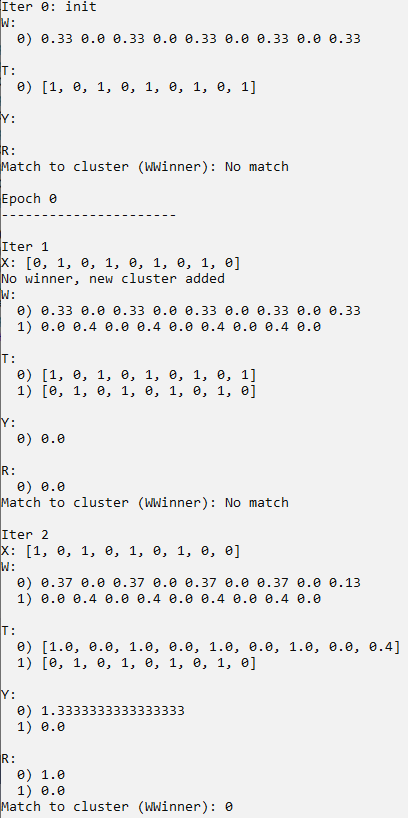 Iter 0: init
W:
  0) 0.33 0.0 0.33 0.0 0.33 0.0 0.33 0.0 0.33
T:
  0) [1, 0, 1, 0, 1, 0, 1, 0, 1]
Y:
R:
Match to cluster (WWinner): No match
Epoch 0
----------------------
Iter 1
X: [0, 1, 0, 1, 0, 1, 0, 1, 0]
No winner, new cluster added
W:
  0) 0.33 0.0 0.33 0.0 0.33 0.0 0.33 0.0 0.33
  1) 0.0 0.4 0.0 0.4 0.0 0.4 0.0 0.4 0.0
T:
  0) [1, 0, 1, 0, 1, 0, 1, 0, 1]
  1) [0, 1, 0, 1, 0, 1, 0, 1, 0]
Y:
  0) 0.0
R:
  0) 0.0
Match to cluster (WWinner): No match
Iter 2
X: [1, 0, 1, 0, 1, 0, 1, 0, 0]
W:
  0) 0.37 0.0 0.37 0.0 0.37 0.0 0.37 0.0 0.13
  1) 0.0 0.4 0.0 0.4 0.0 0.4 0.0 0.4 0.0
T:
  0) [1.0, 0.0, 1.0, 0.0, 1.0, 0.0, 1.0, 0.0, 0.4]
  1) [0, 1, 0, 1, 0, 1, 0, 1, 0]
Y:
  0) 1.3333333333333333
  1) 0.0
R:
  0) 1.0
  1) 0.0
Match to cluster (WWinner): 0